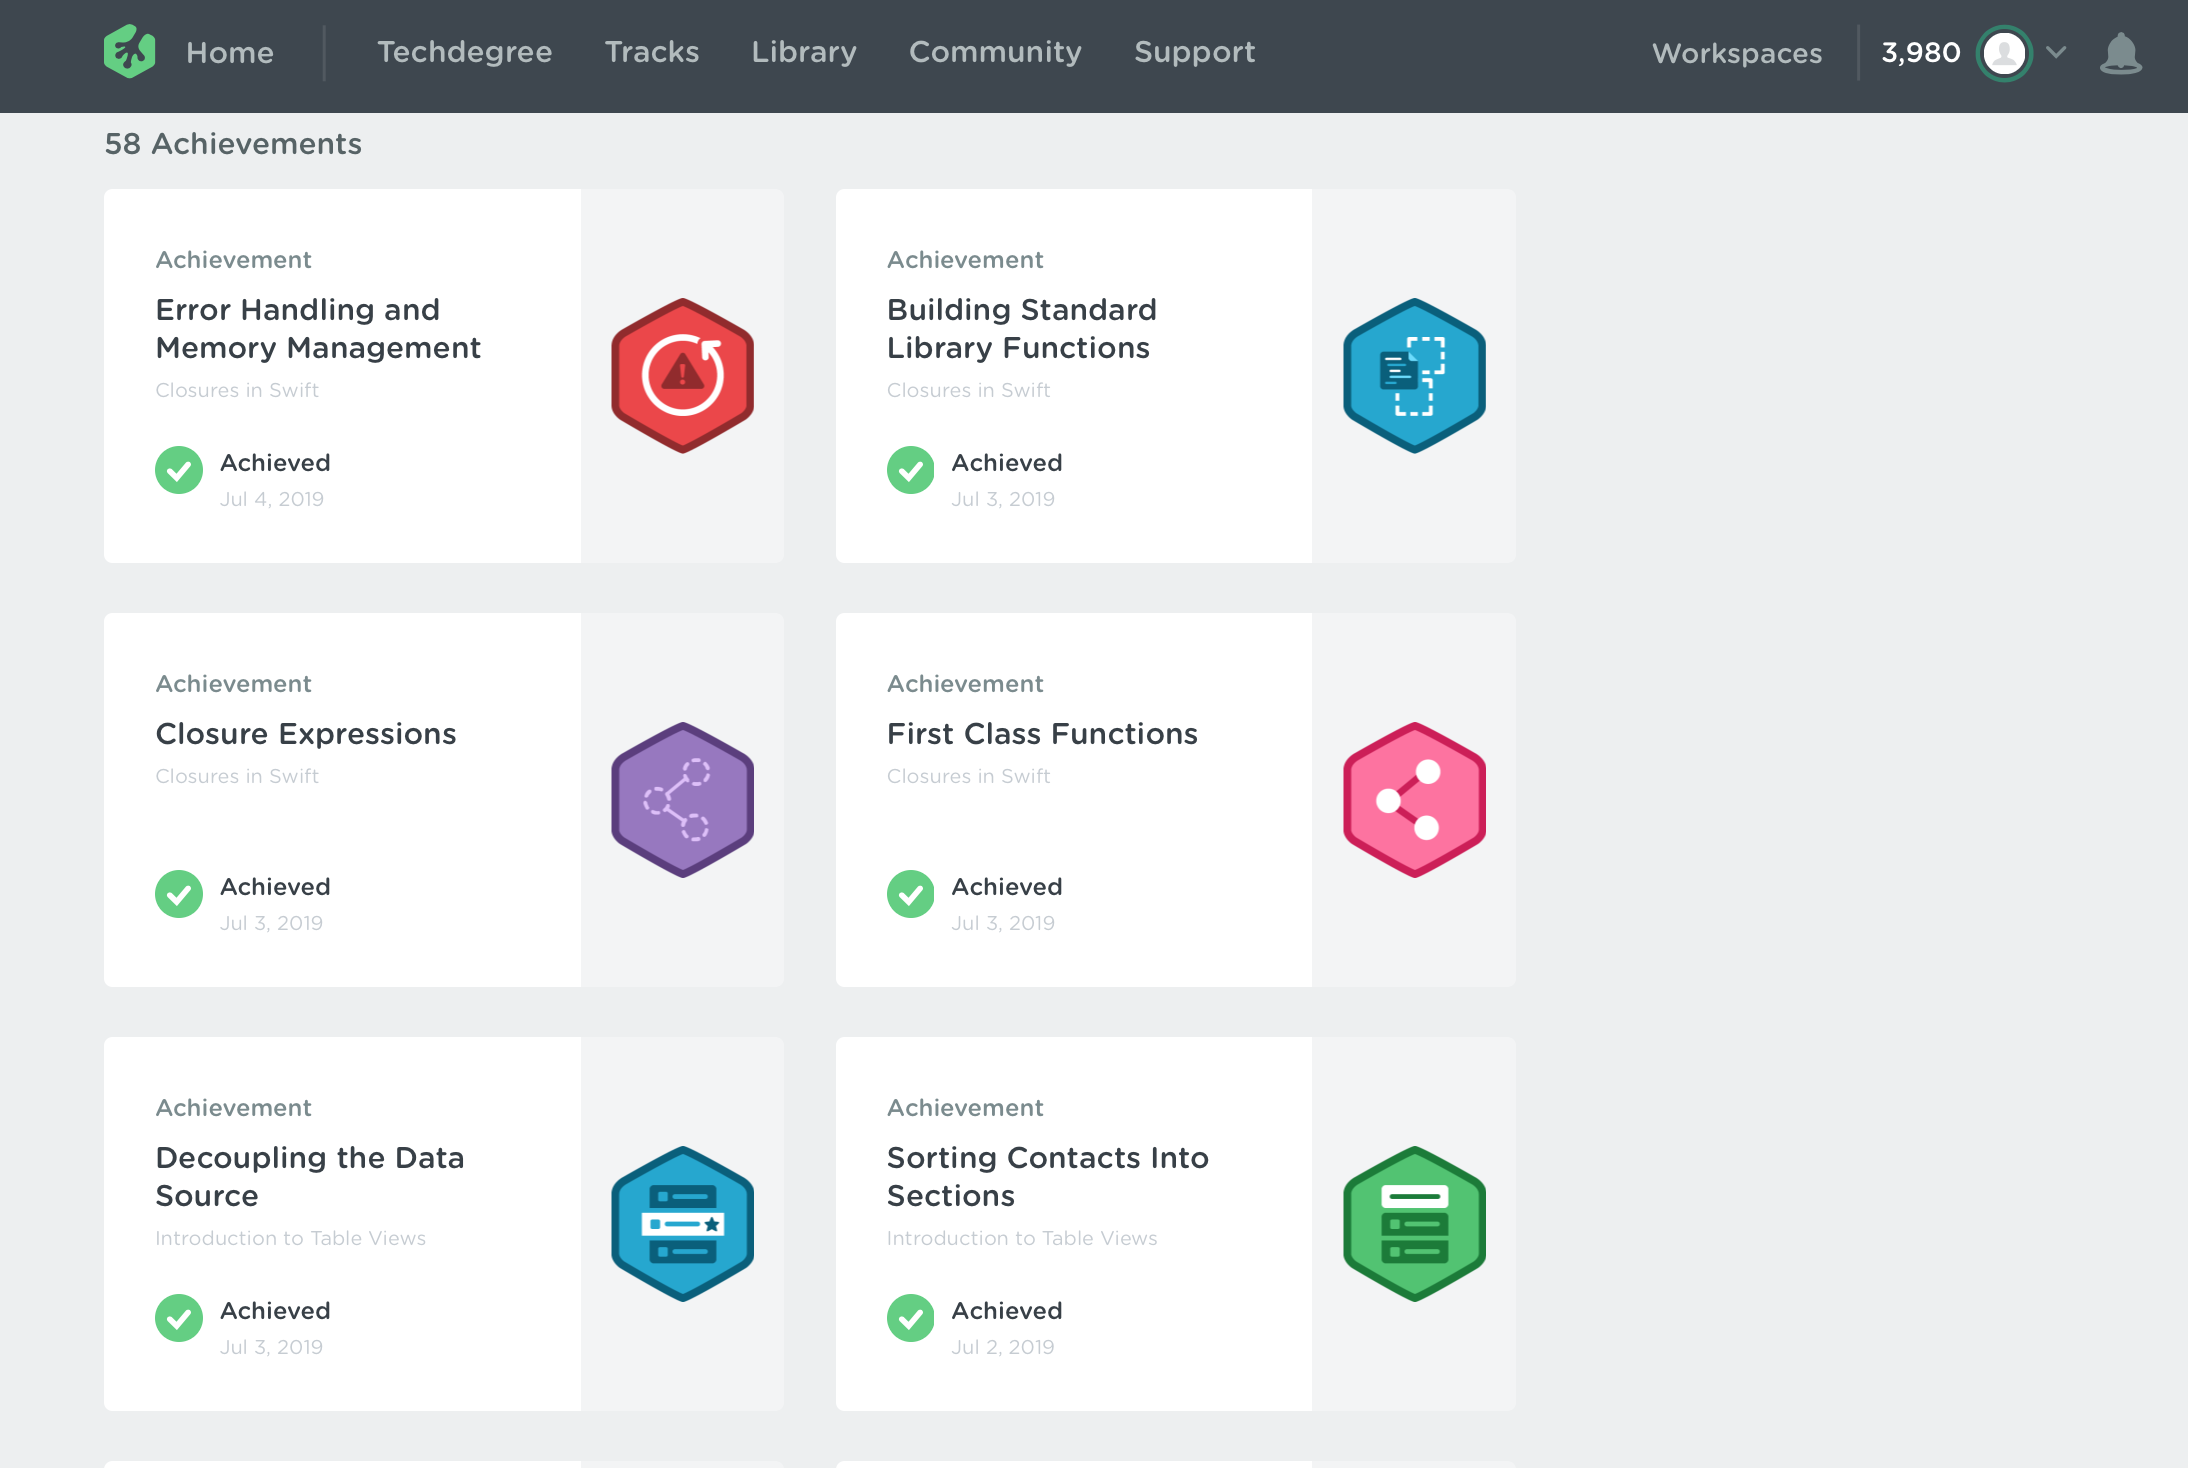 Home Techdegree Tracks Library Community Support Workspaces 3,980
58 Achievements
Achievement
Error Handling and
Memory Management
Closures in Swift
Achieved
Jul 4, 2019
Achievement
Building Standard
Library Functions
Closures in Swift
Achieved
Jul 3, 2019
Achievement
Closure Expressions
Closures in Swift
Achieved
Jul 3, 2019
Achievement
First Class Functions
Closures in Swift
Achieved
Jul 3, 2019
Achievement
Decoupling the Data
Source
Introduction to Table Views
Achieved
Jul 3, 2019
Achievement
Sorting Contacts Into
Sections
Introduction to Table Views
Achieved
Jul 2, 2019